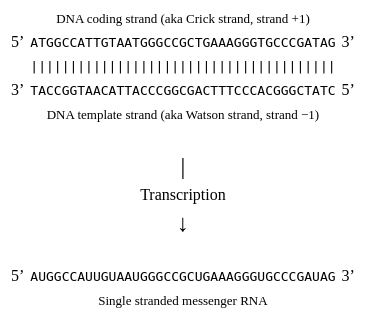 DNA coding strand (aka Crick strand, strand +1)
5’ ATGGCCATTGTAATGGGCCGCTGAAAGGGTGCCCGATAG 3’
|||||||||||||||||||||||||||||||||||||||
3’ TACCGGTAACATTACCCGGCGACTTTCCCACGGGCTATC 5’
DNA template strand (aka Watson strand, strand −1)
|
Transcription
↓
5’ AUGGCCAUUGUAAUGGGCCGCUGAAAGGGUGCCCGAUAG 3’
Single stranded messenger RNA